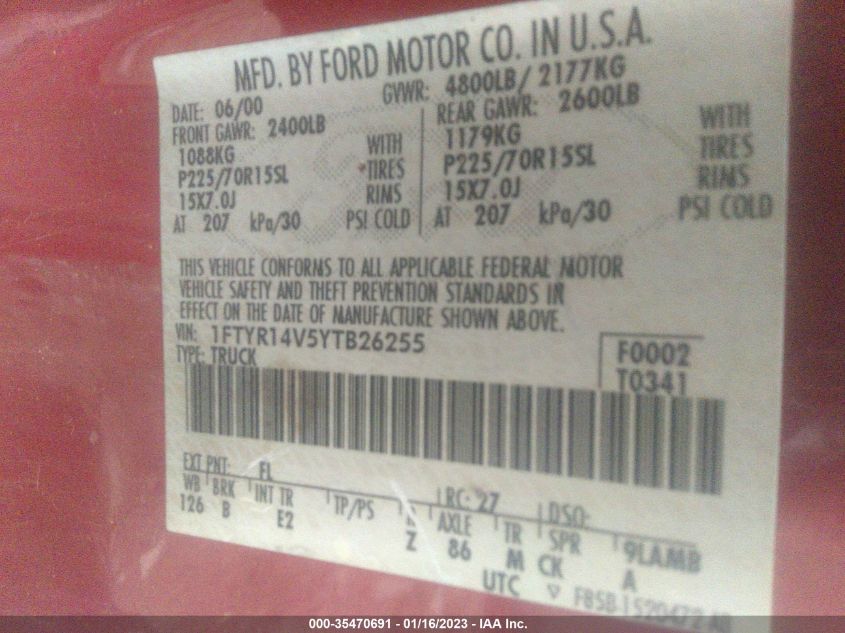 MFD. BY FORD MOTOR CO. IN U.S.A.
DATE: 06/00 GVWR: 4800LB/ 2177KG
FRONT GAWR: 2400LB REAR GAWR: 2600LB
1088KG WITH 1179KG WITH
P225/70R15SL TIRES P225/70R15SL TIRES
15X7.0J RIMS 15X7.0J RIMS
AT 207 kPa/30 PSI COLD AT 207 kPa/30 PSI COLD
THIS VEHICLE CONFORMS TO ALL APPLICABLE FEDERAL MOTOR
VEHICLE SAFETY AND THEFT PREVENTION STANDARDS IN
EFFECT ON THE DATE OF MANUFACTURE SHOWN ABOVE.
VIN: 1FTYR14V5YTB26255 F0002
TYPE: TRUCK T0341
EXT PNT: FL RC: 27 DSO:
WB BRK INT TR TP/PS R AXLE TR SPR 9LAMB
126 B E2 Z 86 M CK A
UTC
000-35470691 - 01/16/2023 - IAA Inc.